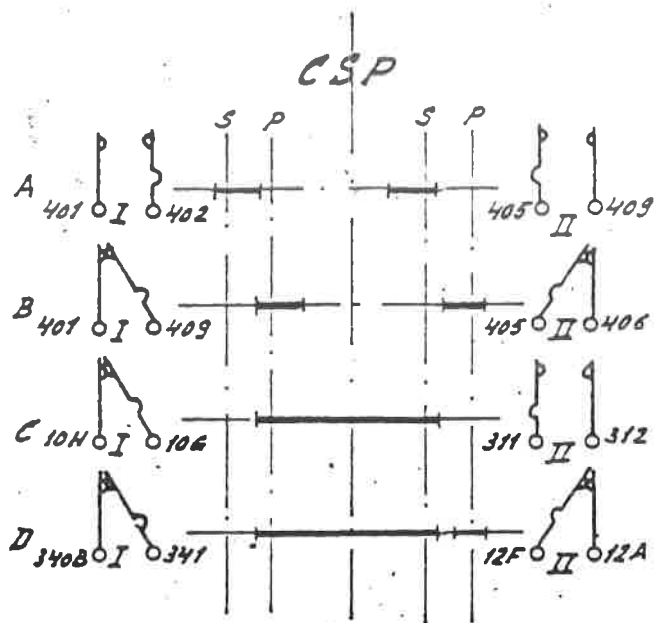 CSP
S P S P
A 401 I 402 405 II 409
B 401 I 409 405 II 406
C 10H I 10G 311 II 312
D 340B I 341 12F II 12A